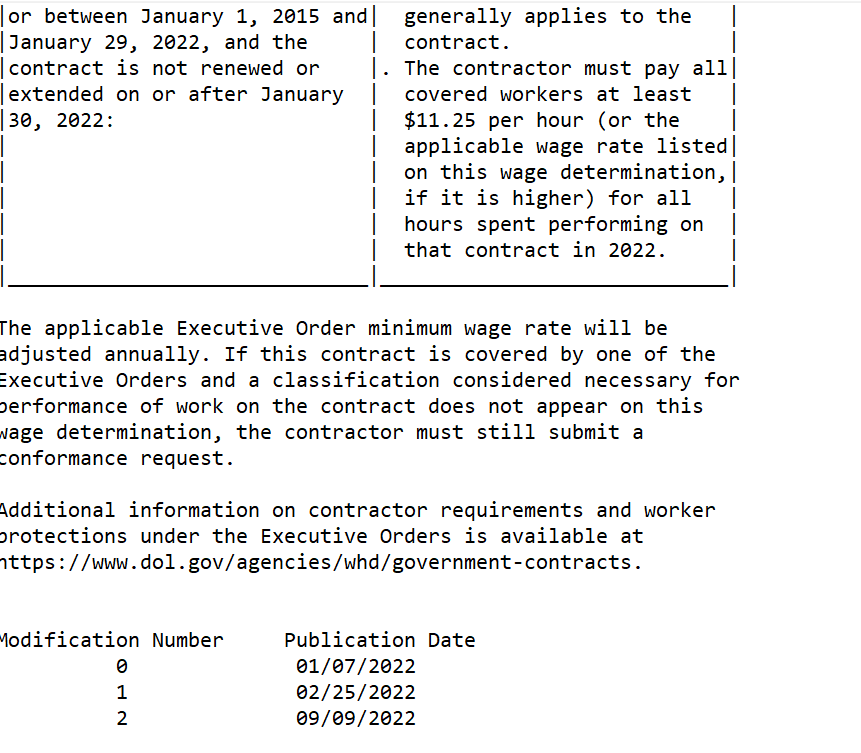 |or between January 1, 2015 and|  generally applies to the   |
|January 29, 2022, and the     |  contract.                  |
|contract is not renewed or    |. The contractor must pay all|
|extended on or after January  |  covered workers at least   |
|30, 2022:                     |  $11.25 per hour (or the    |
|                              |  applicable wage rate listed|
|                              |  on this wage determination,|
|                              |  if it is higher) for all   |
|                              |  hours spent performing on  |
|                              |  that contract in 2022.     |
|______________________________|_____________________________|
The applicable Executive Order minimum wage rate will be
adjusted annually. If this contract is covered by one of the
Executive Orders and a classification considered necessary for
performance of work on the contract does not appear on this
wage determination, the contractor must still submit a
conformance request.
Additional information on contractor requirements and worker
protections under the Executive Orders is available at
https://www.dol.gov/agencies/whd/government-contracts.
Modification Number     Publication Date
          0              01/07/2022
          1              02/25/2022
          2              09/09/2022